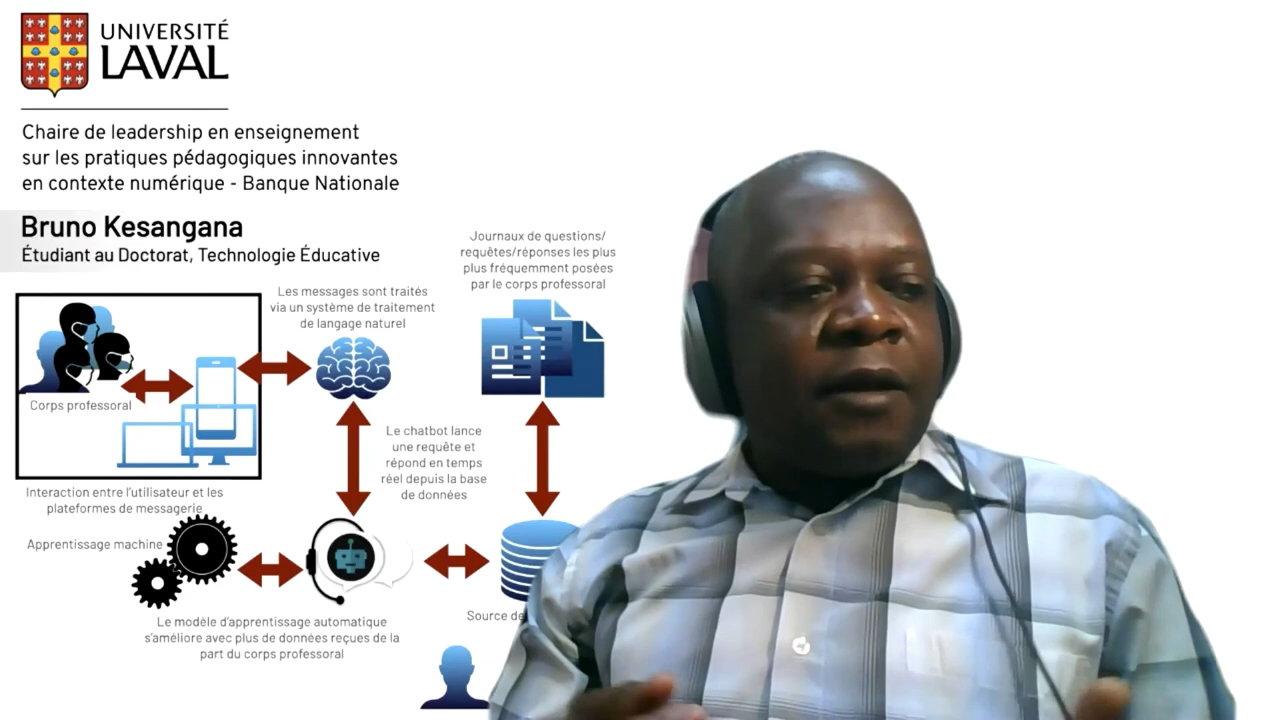 UNIVERSITÉ
LAVAL
Chaire de leadership en enseignement
sur les pratiques pédagogiques innovantes
en contexte numérique - Banque Nationale
Bruno Kesangana
Étudiant au Doctorat, Technologie Éducative
Journaux de questions/
requêtes/réponses les plus
plus fréquemment posées
par le corps professoral
Les messages sont traités
via un système de traitement
de langage naturel
Corps professoral
Le chatbot lance
une requête et
répond en temps
réel depuis la base
de données
Interaction entre l'utilisateur et les
plateformes de messagerie
Apprentissage machine
Source de
Le modèle d'apprentissage automatique
s'améliore avec plus de données reçues de la
part du corps professoral